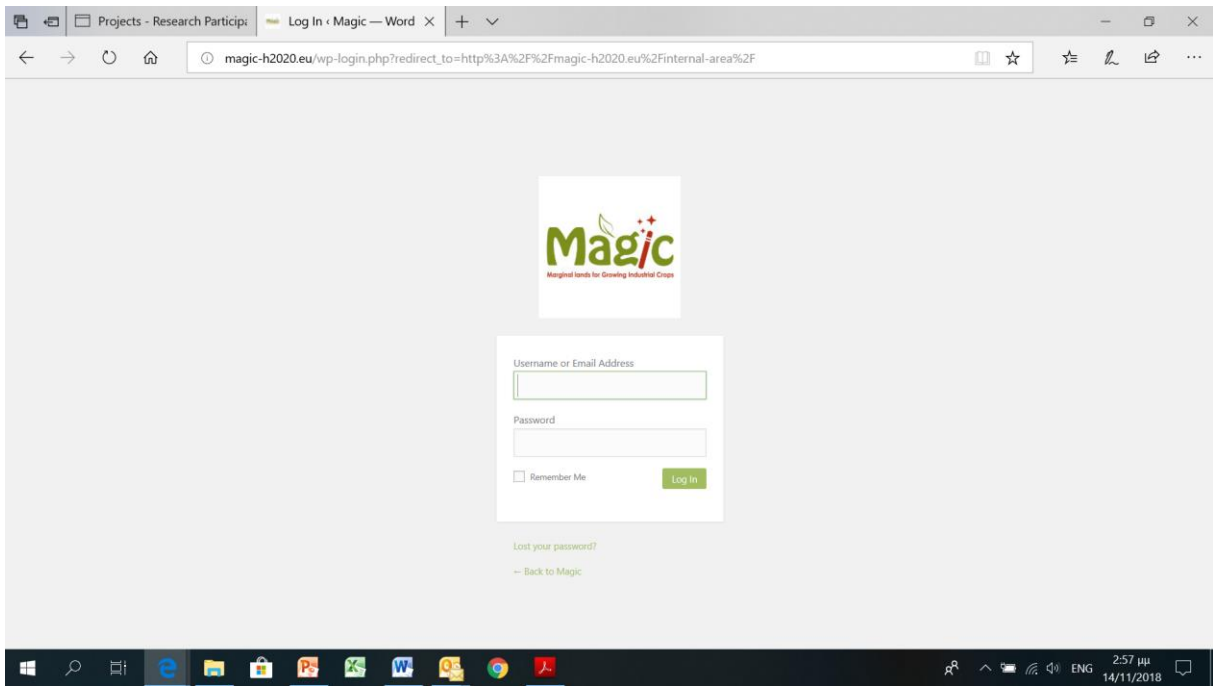 Projects - Research Participa
Log In ‹ Magic — Word
magic-h2020.eu/wp-login.php?redirect_to=http%3A%2F%2Fmagic-h2020.eu%2Finternal-area%2F
Magic
Marginal lands for Growing Industrial Crops
Username or Email Address
Password
Remember Me
Log In
Lost your password?
← Back to Magic
ENG
2:57 μμ
14/11/2018